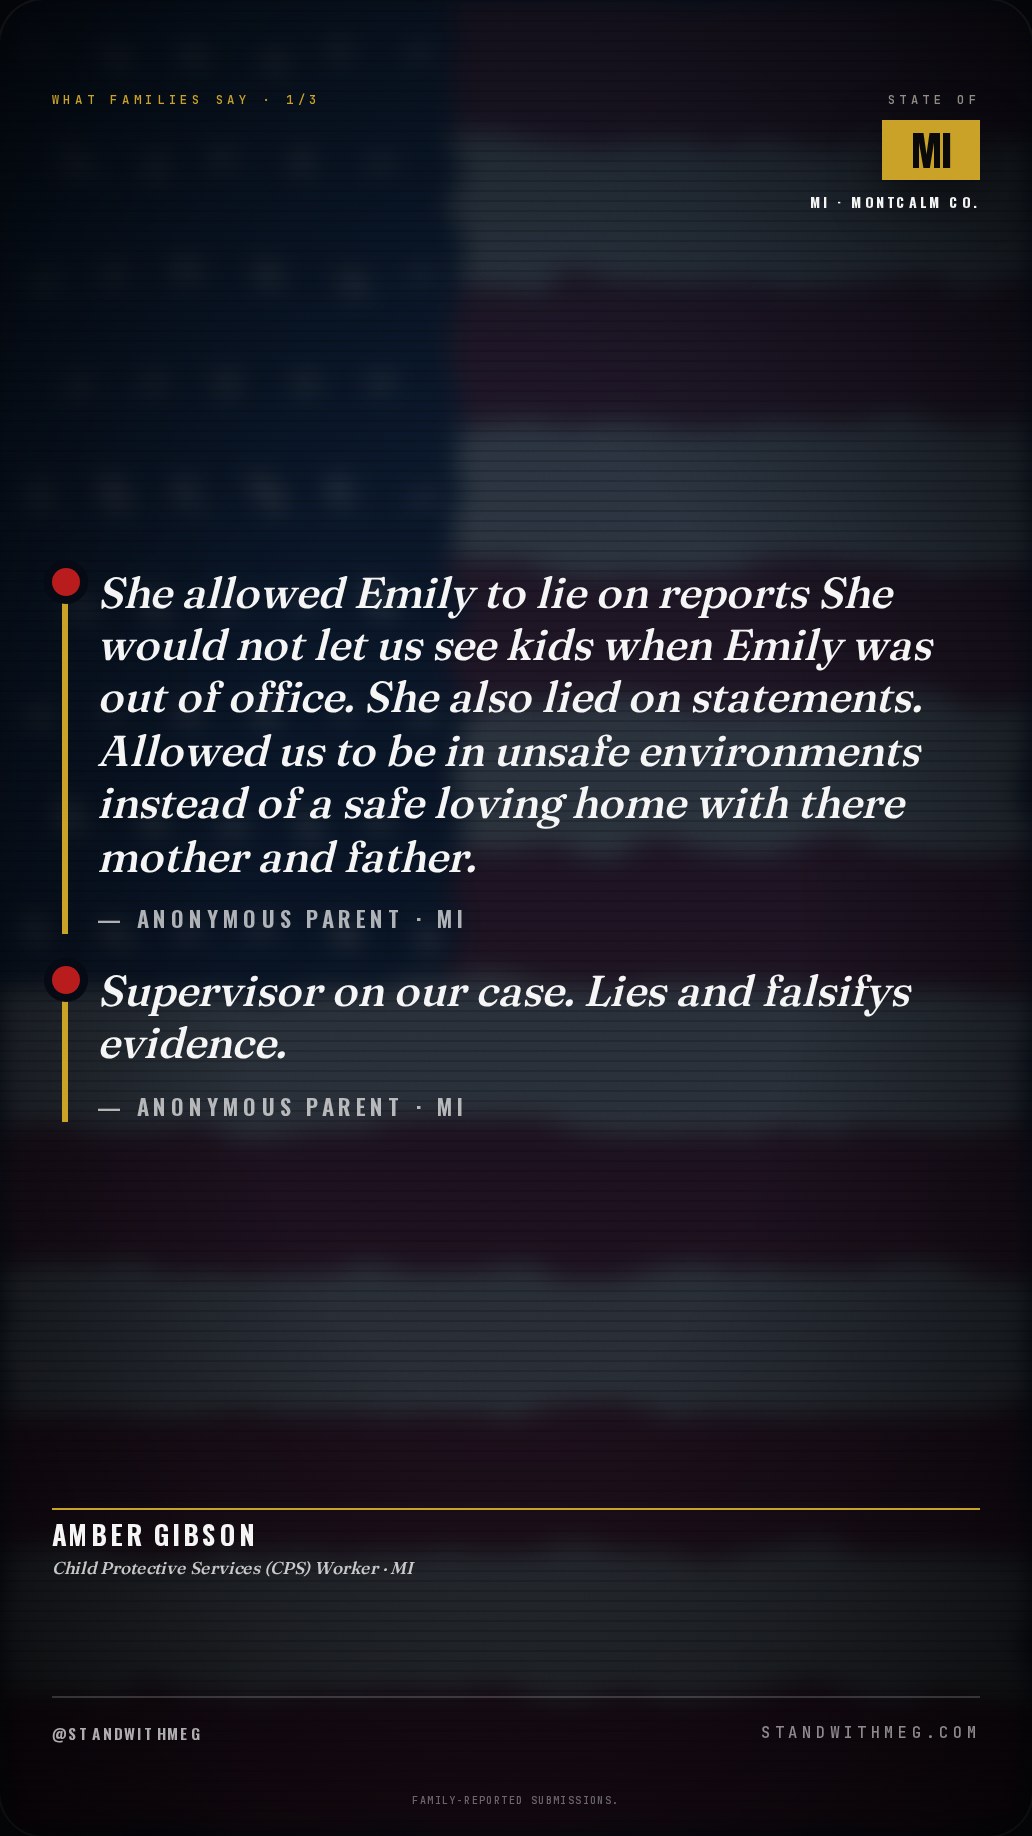 WHAT FAMILIES SAY · 1/3
STATE OF
MI
MI · MONTCALM CO.
She allowed Emily to lie on reports She
would not let us see kids when Emily was
out of office. She also lied on statements.
Allowed us to be in unsafe environments
instead of a safe loving home with there
mother and father.
— ANONYMOUS PARENT · MI
Supervisor on our case. Lies and falsifys
evidence.
— ANONYMOUS PARENT · MI
AMBER GIBSON
Child Protective Services (CPS) Worker · MI
@STANDWITHMEG
STANDWITHMEG.COM
FAMILY-REPORTED SUBMISSIONS.